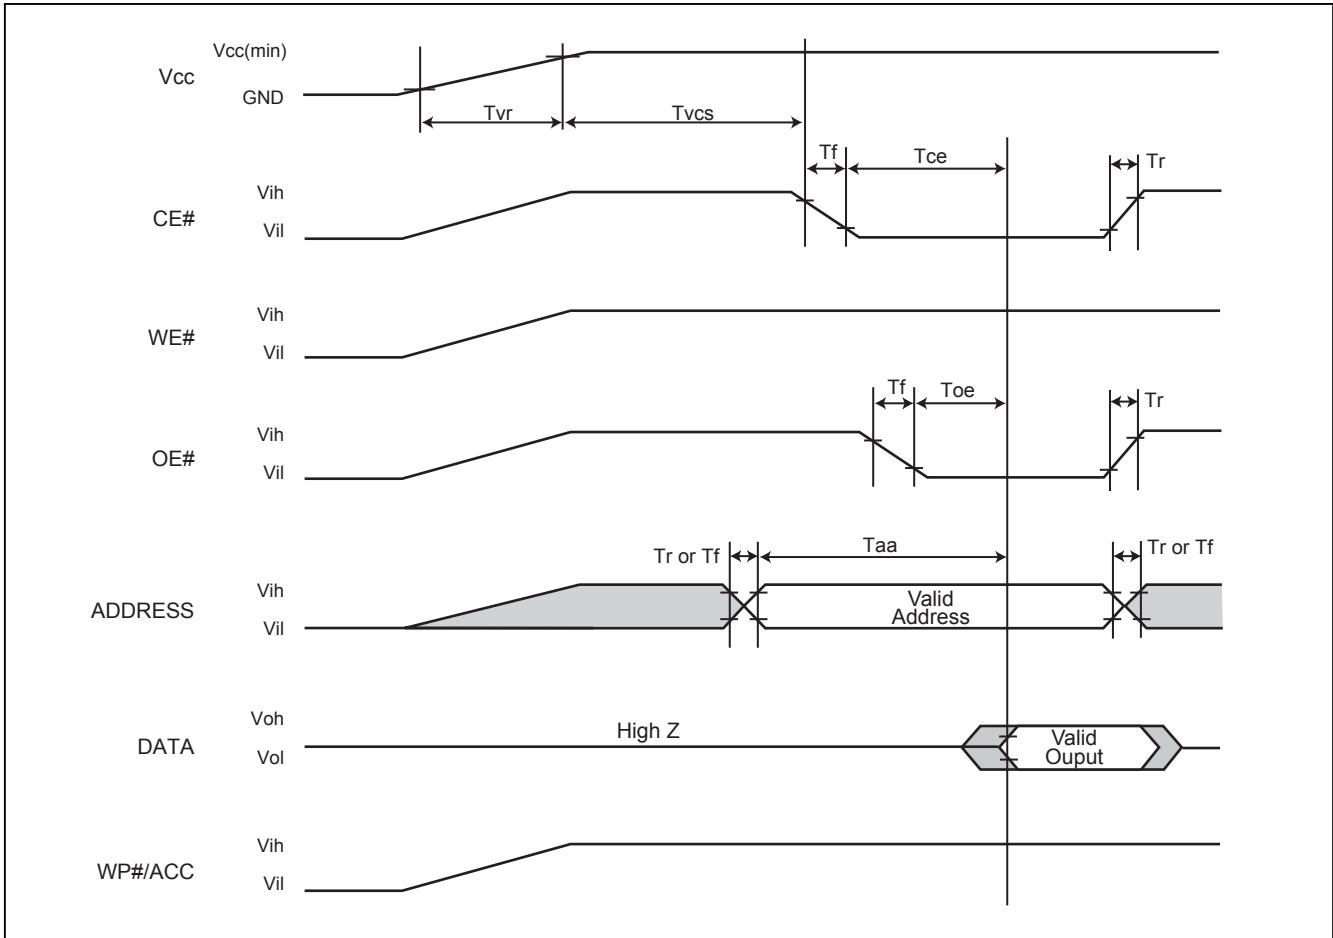 Vcc(min)
Vcc
GND
Tvr
Tvcs
Tf
Tce
Tr
Vih
CE#
Vil
Vih
WE#
Vil
Tf
Toe
Tr
Vih
OE#
Vil
Tr or Tf
Taa
Tr or Tf
Vih
ADDRESS
Vil
Valid
Address
Voh
DATA
Vol
High Z
Valid
Ouput
Vih
WP#/ACC
Vil